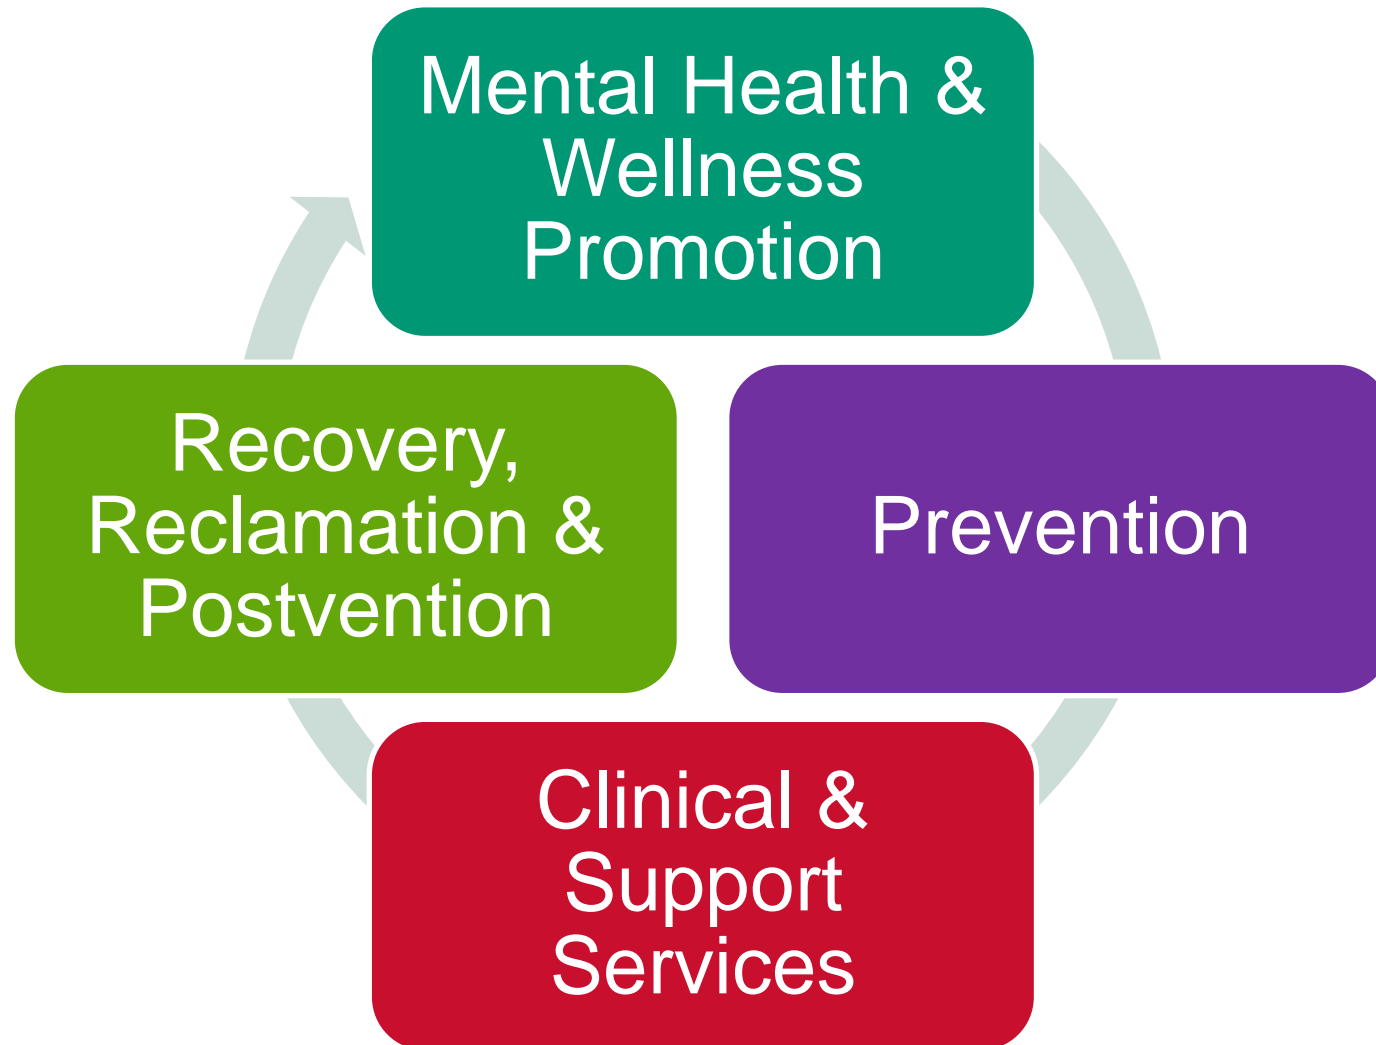 Mental Health &
Wellness
Promotion
Prevention
Clinical &
Support
Services
Recovery,
Reclamation &
Postvention